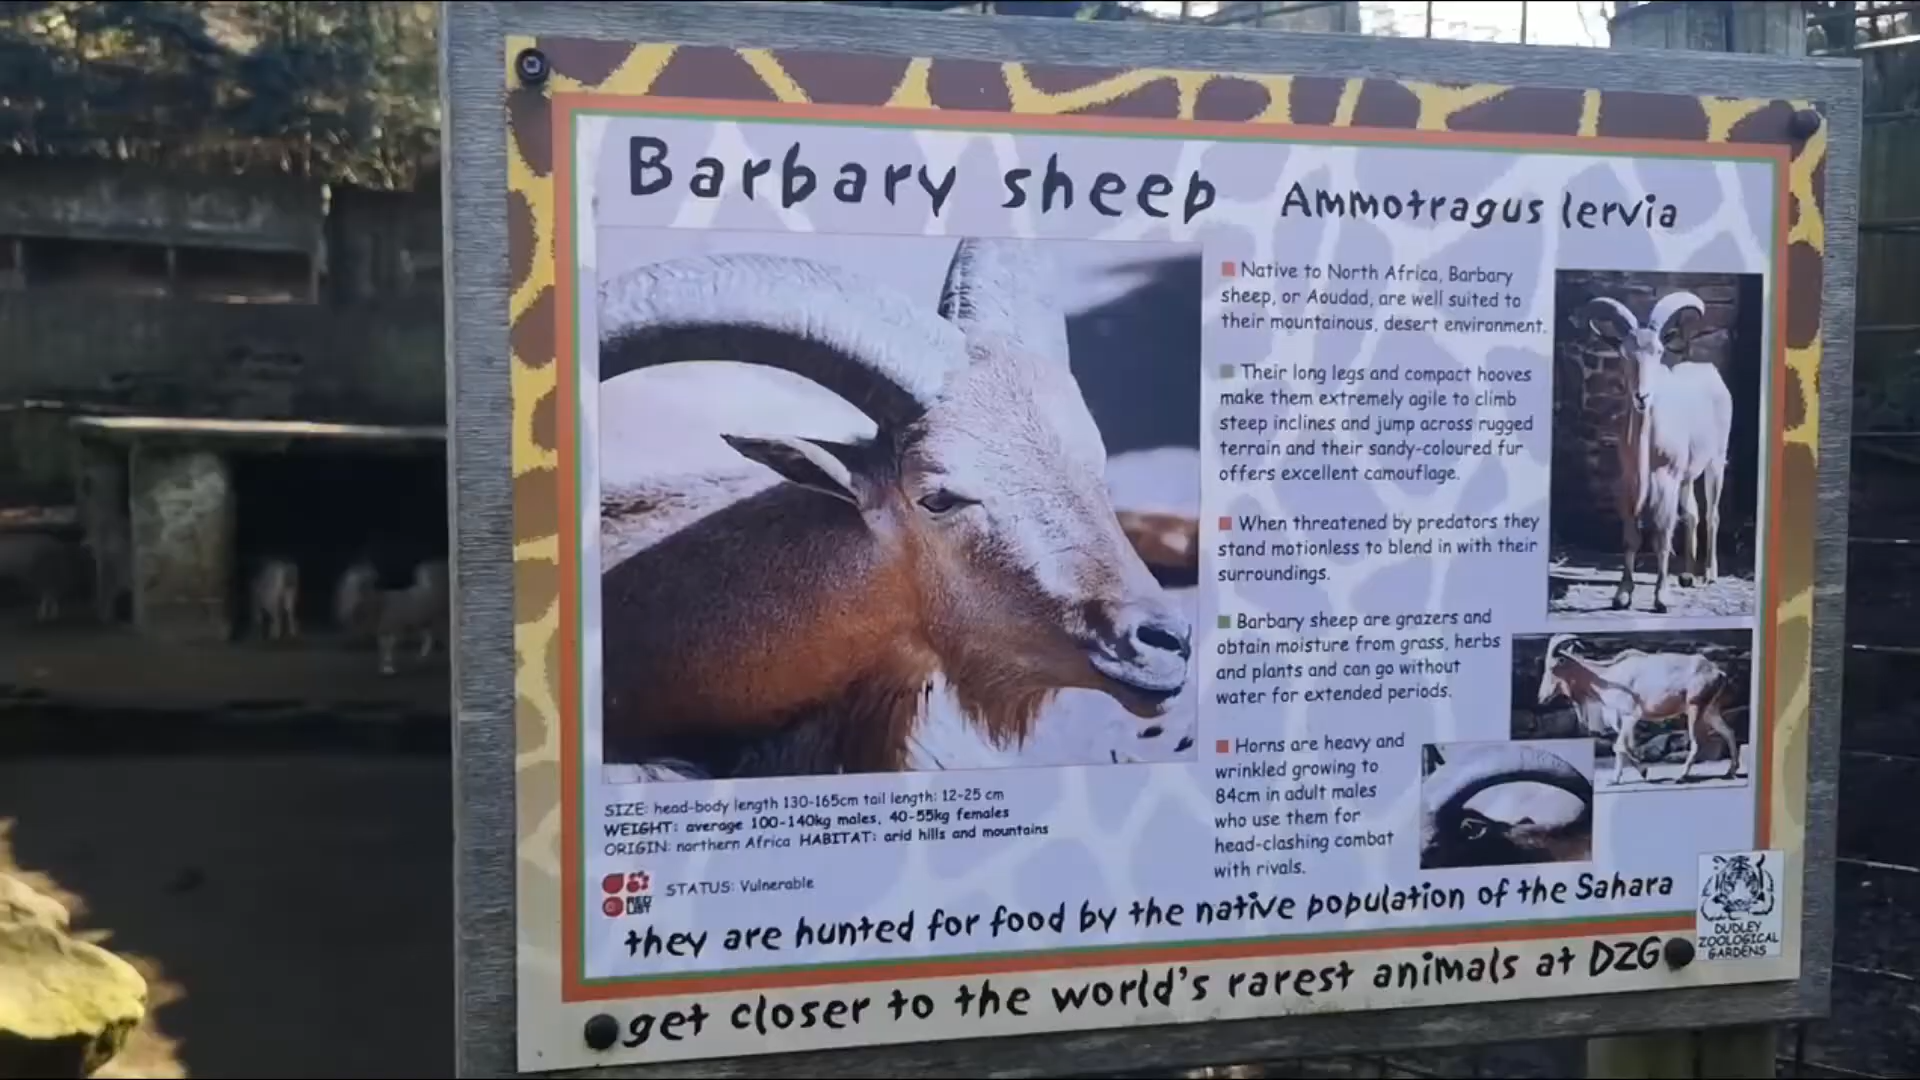 Barbary sheep Ammotragus lervia
Native to North Africa, Barbary
sheep, or Aoudad, are well suited to
their mountainous, desert environment.
Their long legs and compact hooves
make them extremely agile to climb
steep inclines and jump across rugged
terrain and their sandy-coloured fur
offers excellent camouflage.
When threatened by predators they
stand motionless to blend in with their
surroundings.
Barbary sheep are grazers and
obtain moisture from grass, herbs
and plants and can go without
water for extended periods.
Horns are heavy and
wrinkled growing to
84cm in adult males
who use them for
head-clashing combat
with rivals.
SIZE: head-body length 130-165cm tail length: 12-25 cm
WEIGHT: average 100-140kg males, 40-55kg females
ORIGIN: northern Africa HABITAT: arid hills and mountains
RED
LIST
STATUS: Vulnerable
they are hunted for food by the native population of the Sahara
DUDLEY
ZOOLOGICAL
GARDENS
get closer to the world's rarest animals at DZG